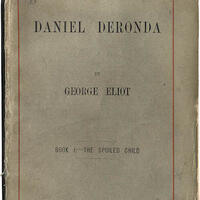 DANIEL DERONDA
BY
GEORGE ELIOT
BOOK I.—THE SPOILED CHILD